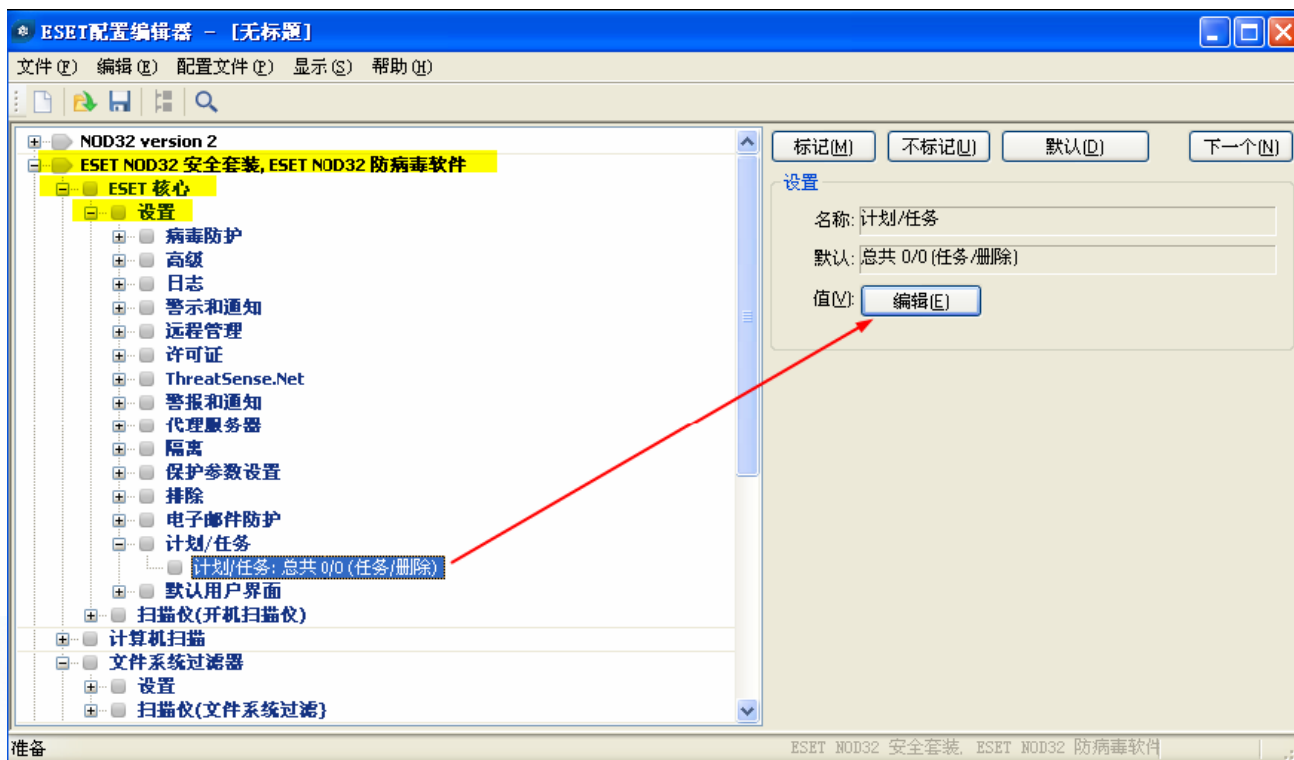 ESET配置编辑器 - [无标题]
文件(F) 编辑(E) 配置文件(P) 显示(S) 帮助(H)
NOD32 version 2
ESET NOD32 安全套装, ESET NOD32 防病毒软件
ESET 核心
设置
病毒防护
高级
日志
警示和通知
远程管理
许可证
ThreatSense.Net
警报和通知
代理服务器
隔离
保护参数设置
排除
电子邮件防护
计划/任务
计划/任务: 总共 0/0 (任务/删除)
默认用户界面
扫描仪(开机扫描仪)
计算机扫描
文件系统过滤器
设置
扫描仪(文件系统过滤}
标记(M) 不标记(U) 默认(D) 下一个(N)
设置
名称: 计划/任务
默认: 总共 0/0 (任务/删除)
值(V): 编辑(E)
准备
ESET NOD32 安全套装, ESET NOD32 防病毒软件